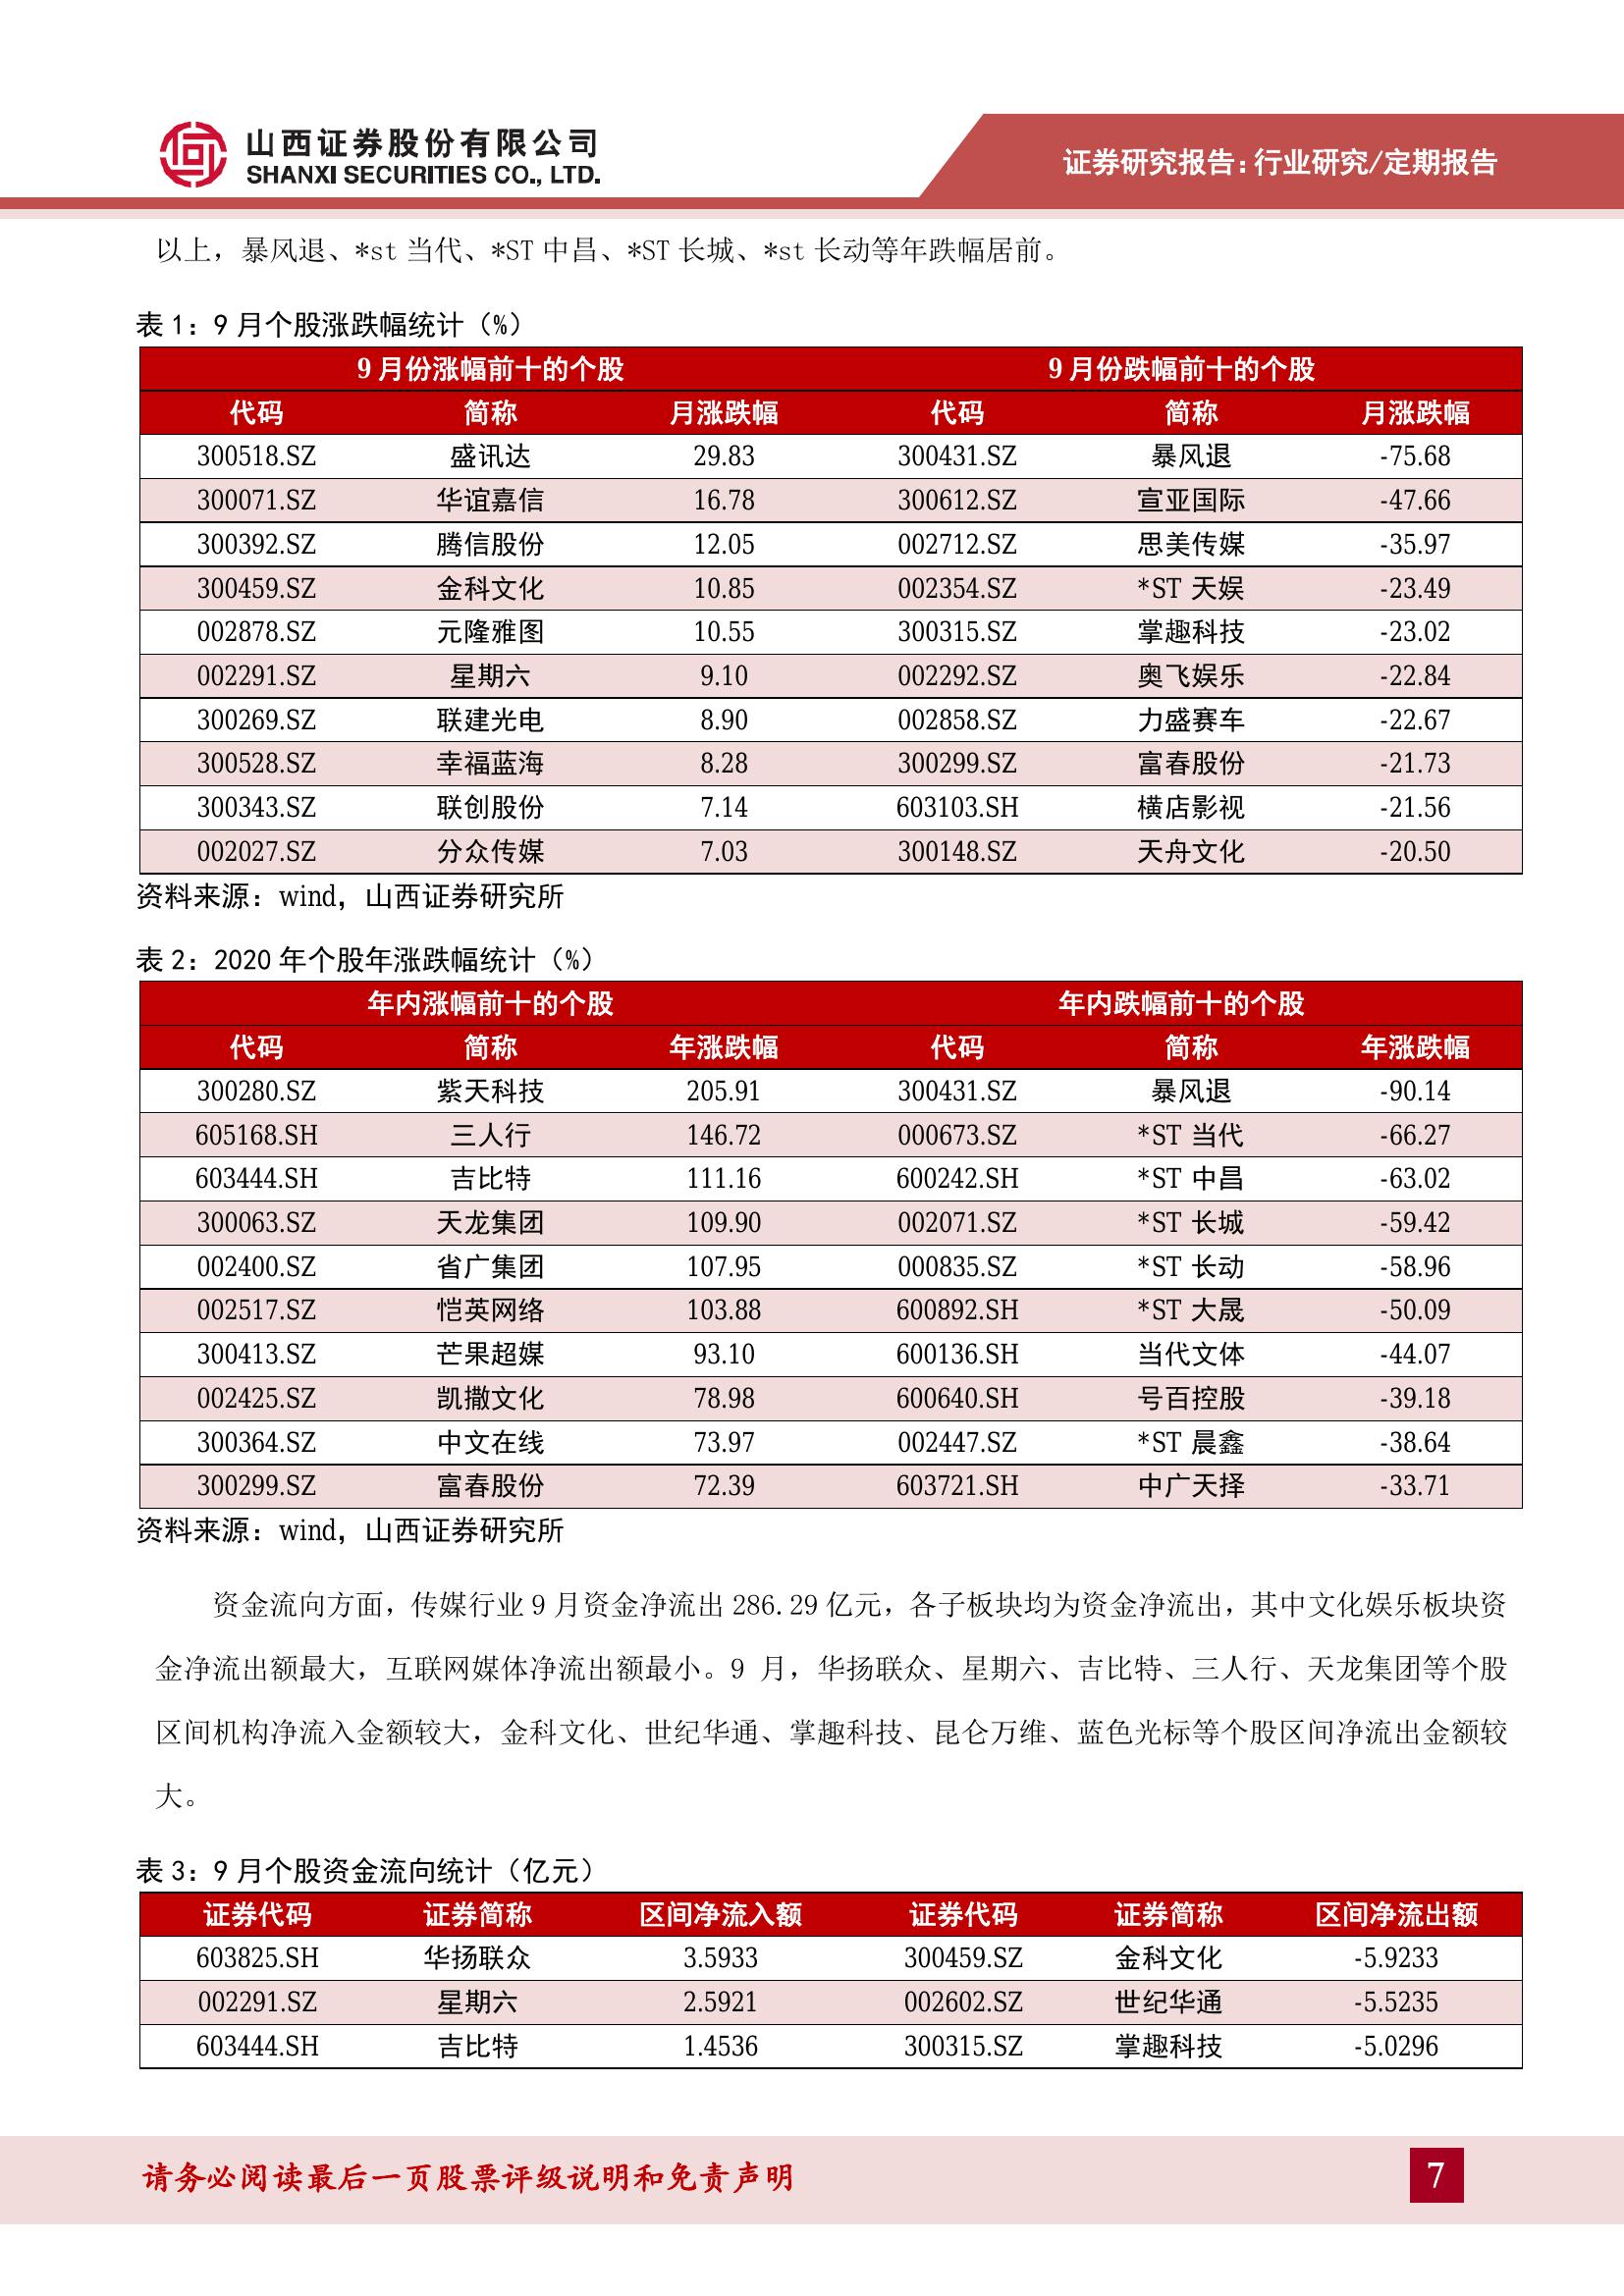 山西证券股份有限公司
SHANXI SECURITIES CO., LTD.
证券研究报告:行业研究/定期报告
以上，暴风退、*st 当代、*ST 中昌、*ST 长城、*st 长动等年跌幅居前。
表 1：9 月个股涨跌幅统计（%）
9 月份涨幅前十的个股 9 月份跌幅前十的个股
代码 简称 月涨跌幅 代码 简称 月涨跌幅
300518.SZ 盛讯达 29.83 300431.SZ 暴风退 -75.68
300071.SZ 华谊嘉信 16.78 300612.SZ 宣亚国际 -47.66
300392.SZ 腾信股份 12.05 002712.SZ 思美传媒 -35.97
300459.SZ 金科文化 10.85 002354.SZ *ST 天娱 -23.49
002878.SZ 元隆雅图 10.55 300315.SZ 掌趣科技 -23.02
002291.SZ 星期六 9.10 002292.SZ 奥飞娱乐 -22.84
300269.SZ 联建光电 8.90 002858.SZ 力盛赛车 -22.67
300528.SZ 幸福蓝海 8.28 300299.SZ 富春股份 -21.73
300343.SZ 联创股份 7.14 603103.SH 横店影视 -21.56
002027.SZ 分众传媒 7.03 300148.SZ 天舟文化 -20.50
资料来源：wind，山西证券研究所
表 2：2020 年个股年涨跌幅统计（%）
年内涨幅前十的个股 年内跌幅前十的个股
代码 简称 年涨跌幅 代码 简称 年涨跌幅
300280.SZ 紫天科技 205.91 300431.SZ 暴风退 -90.14
605168.SH 三人行 146.72 000673.SZ *ST 当代 -66.27
603444.SH 吉比特 111.16 600242.SH *ST 中昌 -63.02
300063.SZ 天龙集团 109.90 002071.SZ *ST 长城 -59.42
002400.SZ 省广集团 107.95 000835.SZ *ST 长动 -58.96
002517.SZ 恺英网络 103.88 600892.SH *ST 大晟 -50.09
300413.SZ 芒果超媒 93.10 600136.SH 当代文体 -44.07
002425.SZ 凯撒文化 78.98 600640.SH 号百控股 -39.18
300364.SZ 中文在线 73.97 002447.SZ *ST 晨鑫 -38.64
300299.SZ 富春股份 72.39 603721.SH 中广天择 -33.71
资料来源：wind，山西证券研究所
资金流向方面，传媒行业 9 月资金净流出 286.29 亿元，各子板块均为资金净流出，其中文化娱乐板块资
金净流出额最大，互联网媒体净流出额最小。9 月，华扬联众、星期六、吉比特、三人行、天龙集团等个股
区间机构净流入金额较大，金科文化、世纪华通、掌趣科技、昆仑万维、蓝色光标等个股区间净流出金额较
大。
表 3：9 月个股资金流向统计（亿元）
证券代码 证券简称 区间净流入额 证券代码 证券简称 区间净流出额
603825.SH 华扬联众 3.5933 300459.SZ 金科文化 -5.9233
002291.SZ 星期六 2.5921 002602.SZ 世纪华通 -5.5235
603444.SH 吉比特 1.4536 300315.SZ 掌趣科技 -5.0296
请务必阅读最后一页股票评级说明和免责声明
7